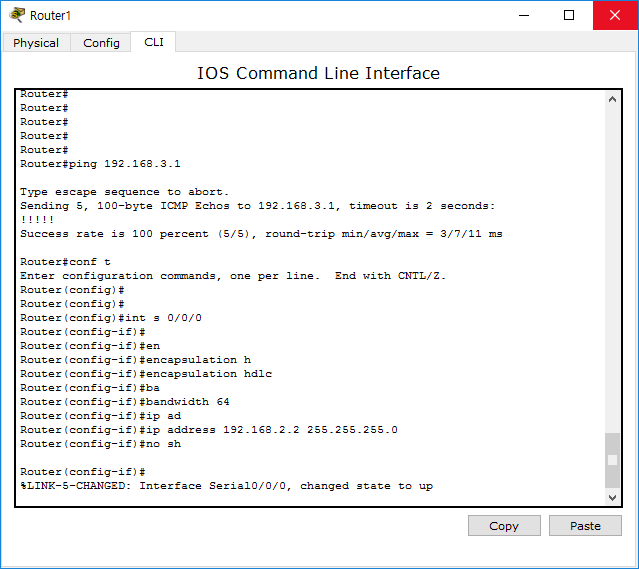 Router1
Physical Config CLI
IOS Command Line Interface
Router#
Router#
Router#
Router#
Router#
Router#ping 192.168.3.1
Type escape sequence to abort.
Sending 5, 100-byte ICMP Echos to 192.168.3.1, timeout is 2 seconds:
!!!!!
Success rate is 100 percent (5/5), round-trip min/avg/max = 3/7/11 ms
Router#conf t
Enter configuration commands, one per line.  End with CNTL/Z.
Router(config)#
Router(config)#
Router(config)#int s 0/0/0
Router(config-if)#
Router(config-if)#en
Router(config-if)#encapsulation h
Router(config-if)#encapsulation hdlc
Router(config-if)#ba
Router(config-if)#bandwidth 64
Router(config-if)#ip ad
Router(config-if)#ip address 192.168.2.2 255.255.255.0
Router(config-if)#no sh
Router(config-if)#
%LINK-5-CHANGED: Interface Serial0/0/0, changed state to up
Copy Paste